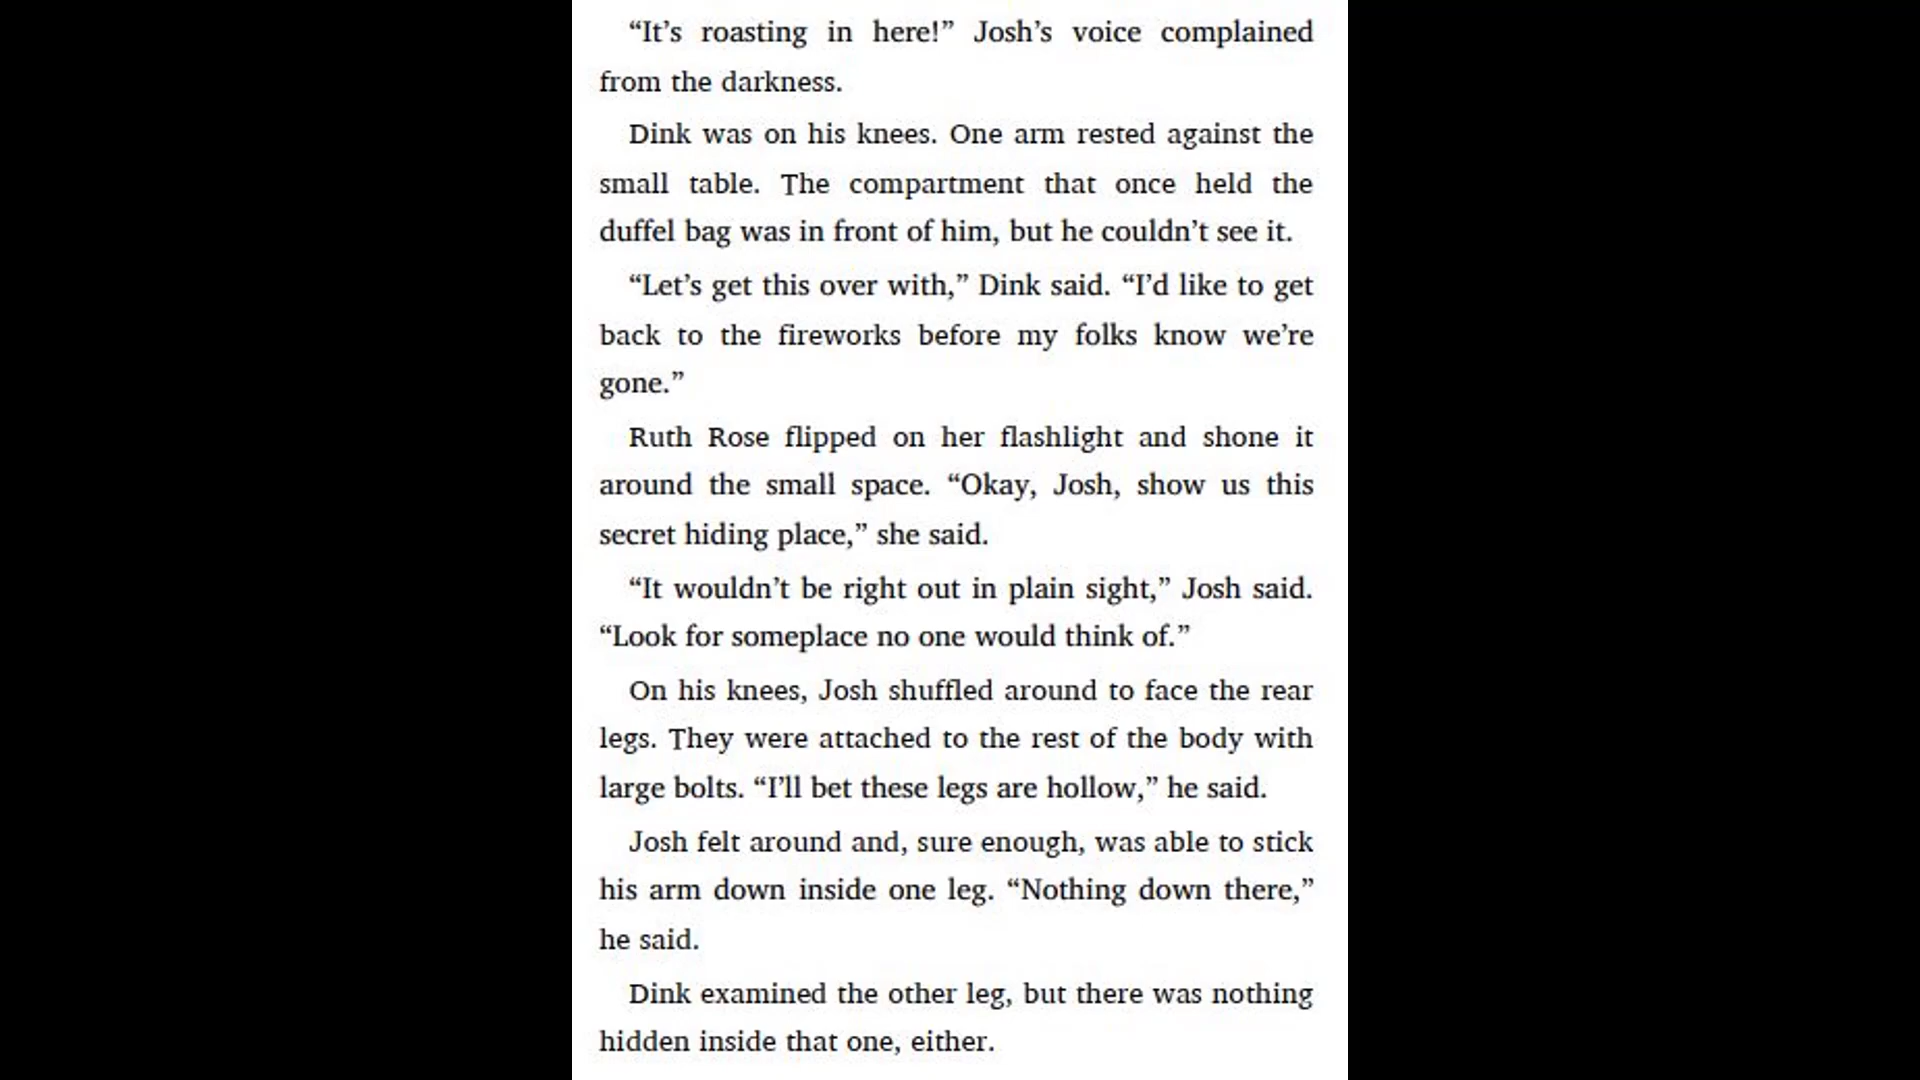 “It’s roasting in here!” Josh’s voice complained
from the darkness.
Dink was on his knees. One arm rested against the
small table. The compartment that once held the
duffel bag was in front of him, but he couldn’t see it.
“Let’s get this over with,” Dink said. “I’d like to get
back to the fireworks before my folks know we’re
gone.”
Ruth Rose flipped on her flashlight and shone it
around the small space. “Okay, Josh, show us this
secret hiding place,” she said.
“It wouldn’t be right out in plain sight,” Josh said.
“Look for someplace no one would think of.”
On his knees, Josh shuffled around to face the rear
legs. They were attached to the rest of the body with
large bolts. “I’ll bet these legs are hollow,” he said.
Josh felt around and, sure enough, was able to stick
his arm down inside one leg. “Nothing down there,”
he said.
Dink examined the other leg, but there was nothing
hidden inside that one, either.